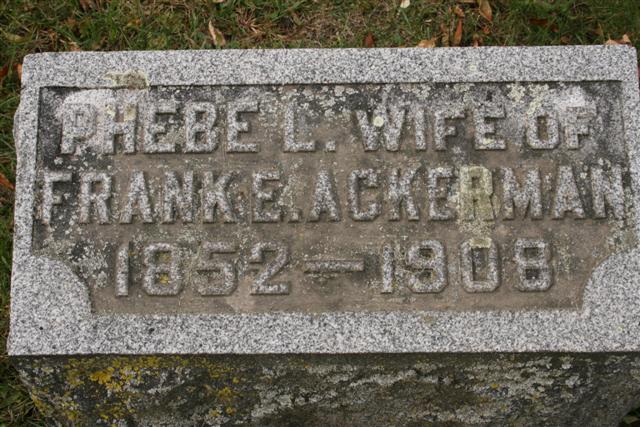 PHEBE L. WIFE OF
FRANK E. ACKERMAN
1852 — 1908